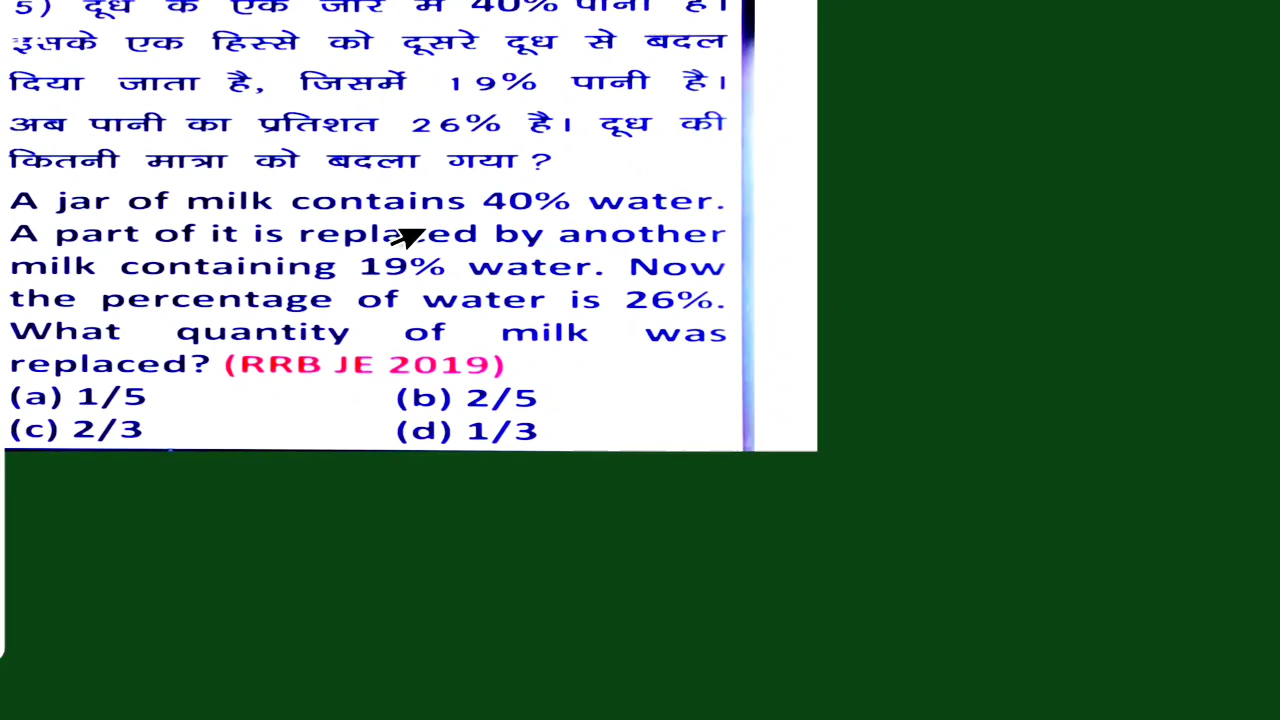 5) दूध के एक जार में 40% पानी है।
इसके एक हिस्से को दूसरे दूध से बदल
दिया जाता है, जिसमें 19% पानी है।
अब पानी का प्रतिशत 26% है। दूध की
कितनी मात्रा को बदला गया ?
A jar of milk contains 40% water.
A part of it is replaced by another
milk containing 19% water. Now
the percentage of water is 26%.
What quantity of milk was
replaced? (RRB JE 2019)
(a) 1/5 (b) 2/5
(c) 2/3 (d) 1/3